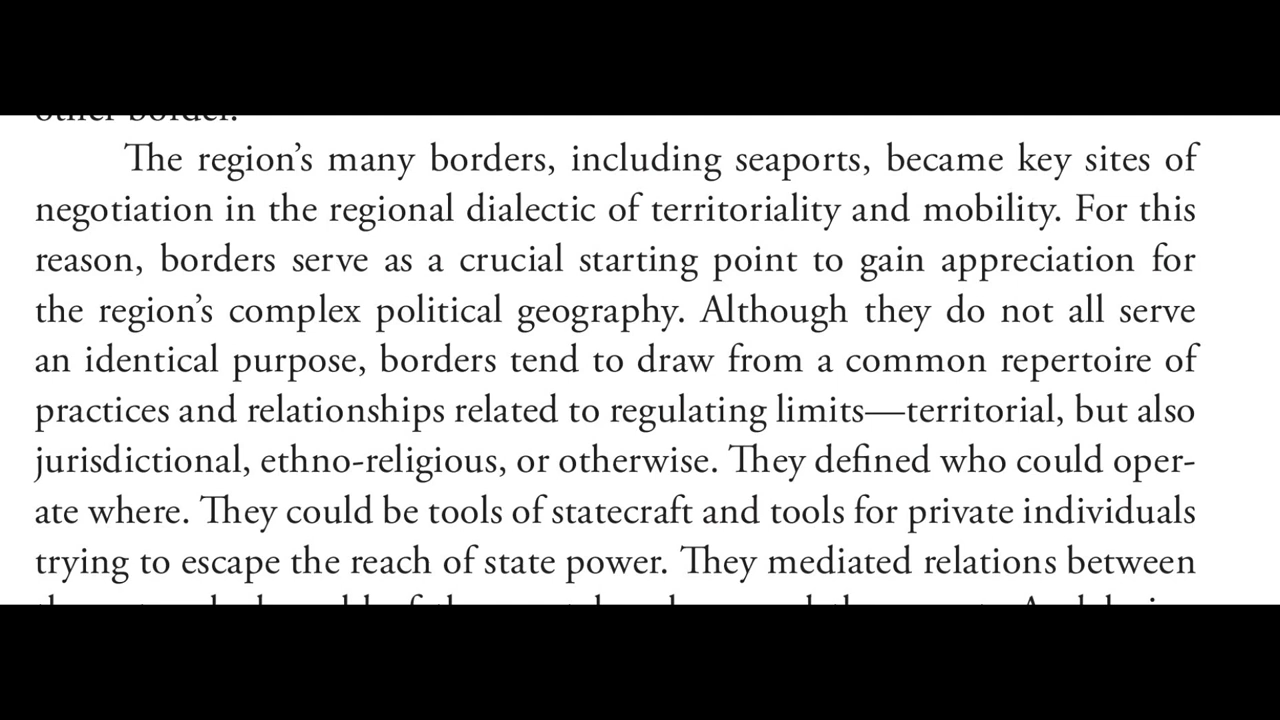 other border.
The region’s many borders, including seaports, became key sites of
negotiation in the regional dialectic of territoriality and mobility. For this
reason, borders serve as a crucial starting point to gain appreciation for
the region’s complex political geography. Although they do not all serve
an identical purpose, borders tend to draw from a common repertoire of
practices and relationships related to regulating limits—territorial, but also
jurisdictional, ethno-religious, or otherwise. They defined who could oper-
ate where. They could be tools of statecraft and tools for private individuals
trying to escape the reach of state power. They mediated relations between